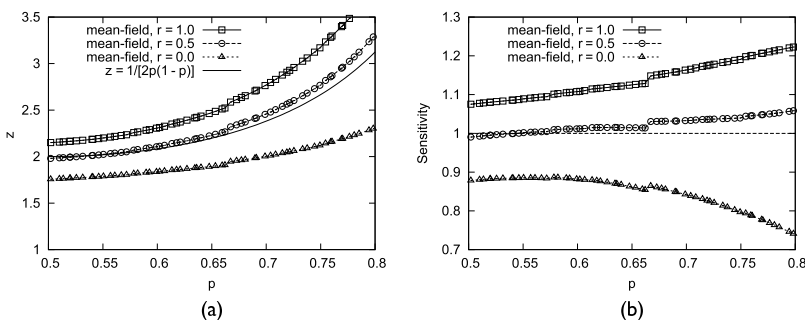 mean-field, r = 1.0
mean-field, r = 0.5
mean-field, r = 0.0
z = 1/[2p(1 - p)]
3.5
3
2.5
2
1.5
1
z
0.5
0.55
0.6
0.65
0.7
0.75
0.8
p
(a)
mean-field, r = 1.0
mean-field, r = 0.5
mean-field, r = 0.0
1.3
1.2
1.1
1
0.9
0.8
0.7
Sensitivity
0.5
0.55
0.6
0.65
0.7
0.75
0.8
p
(b)